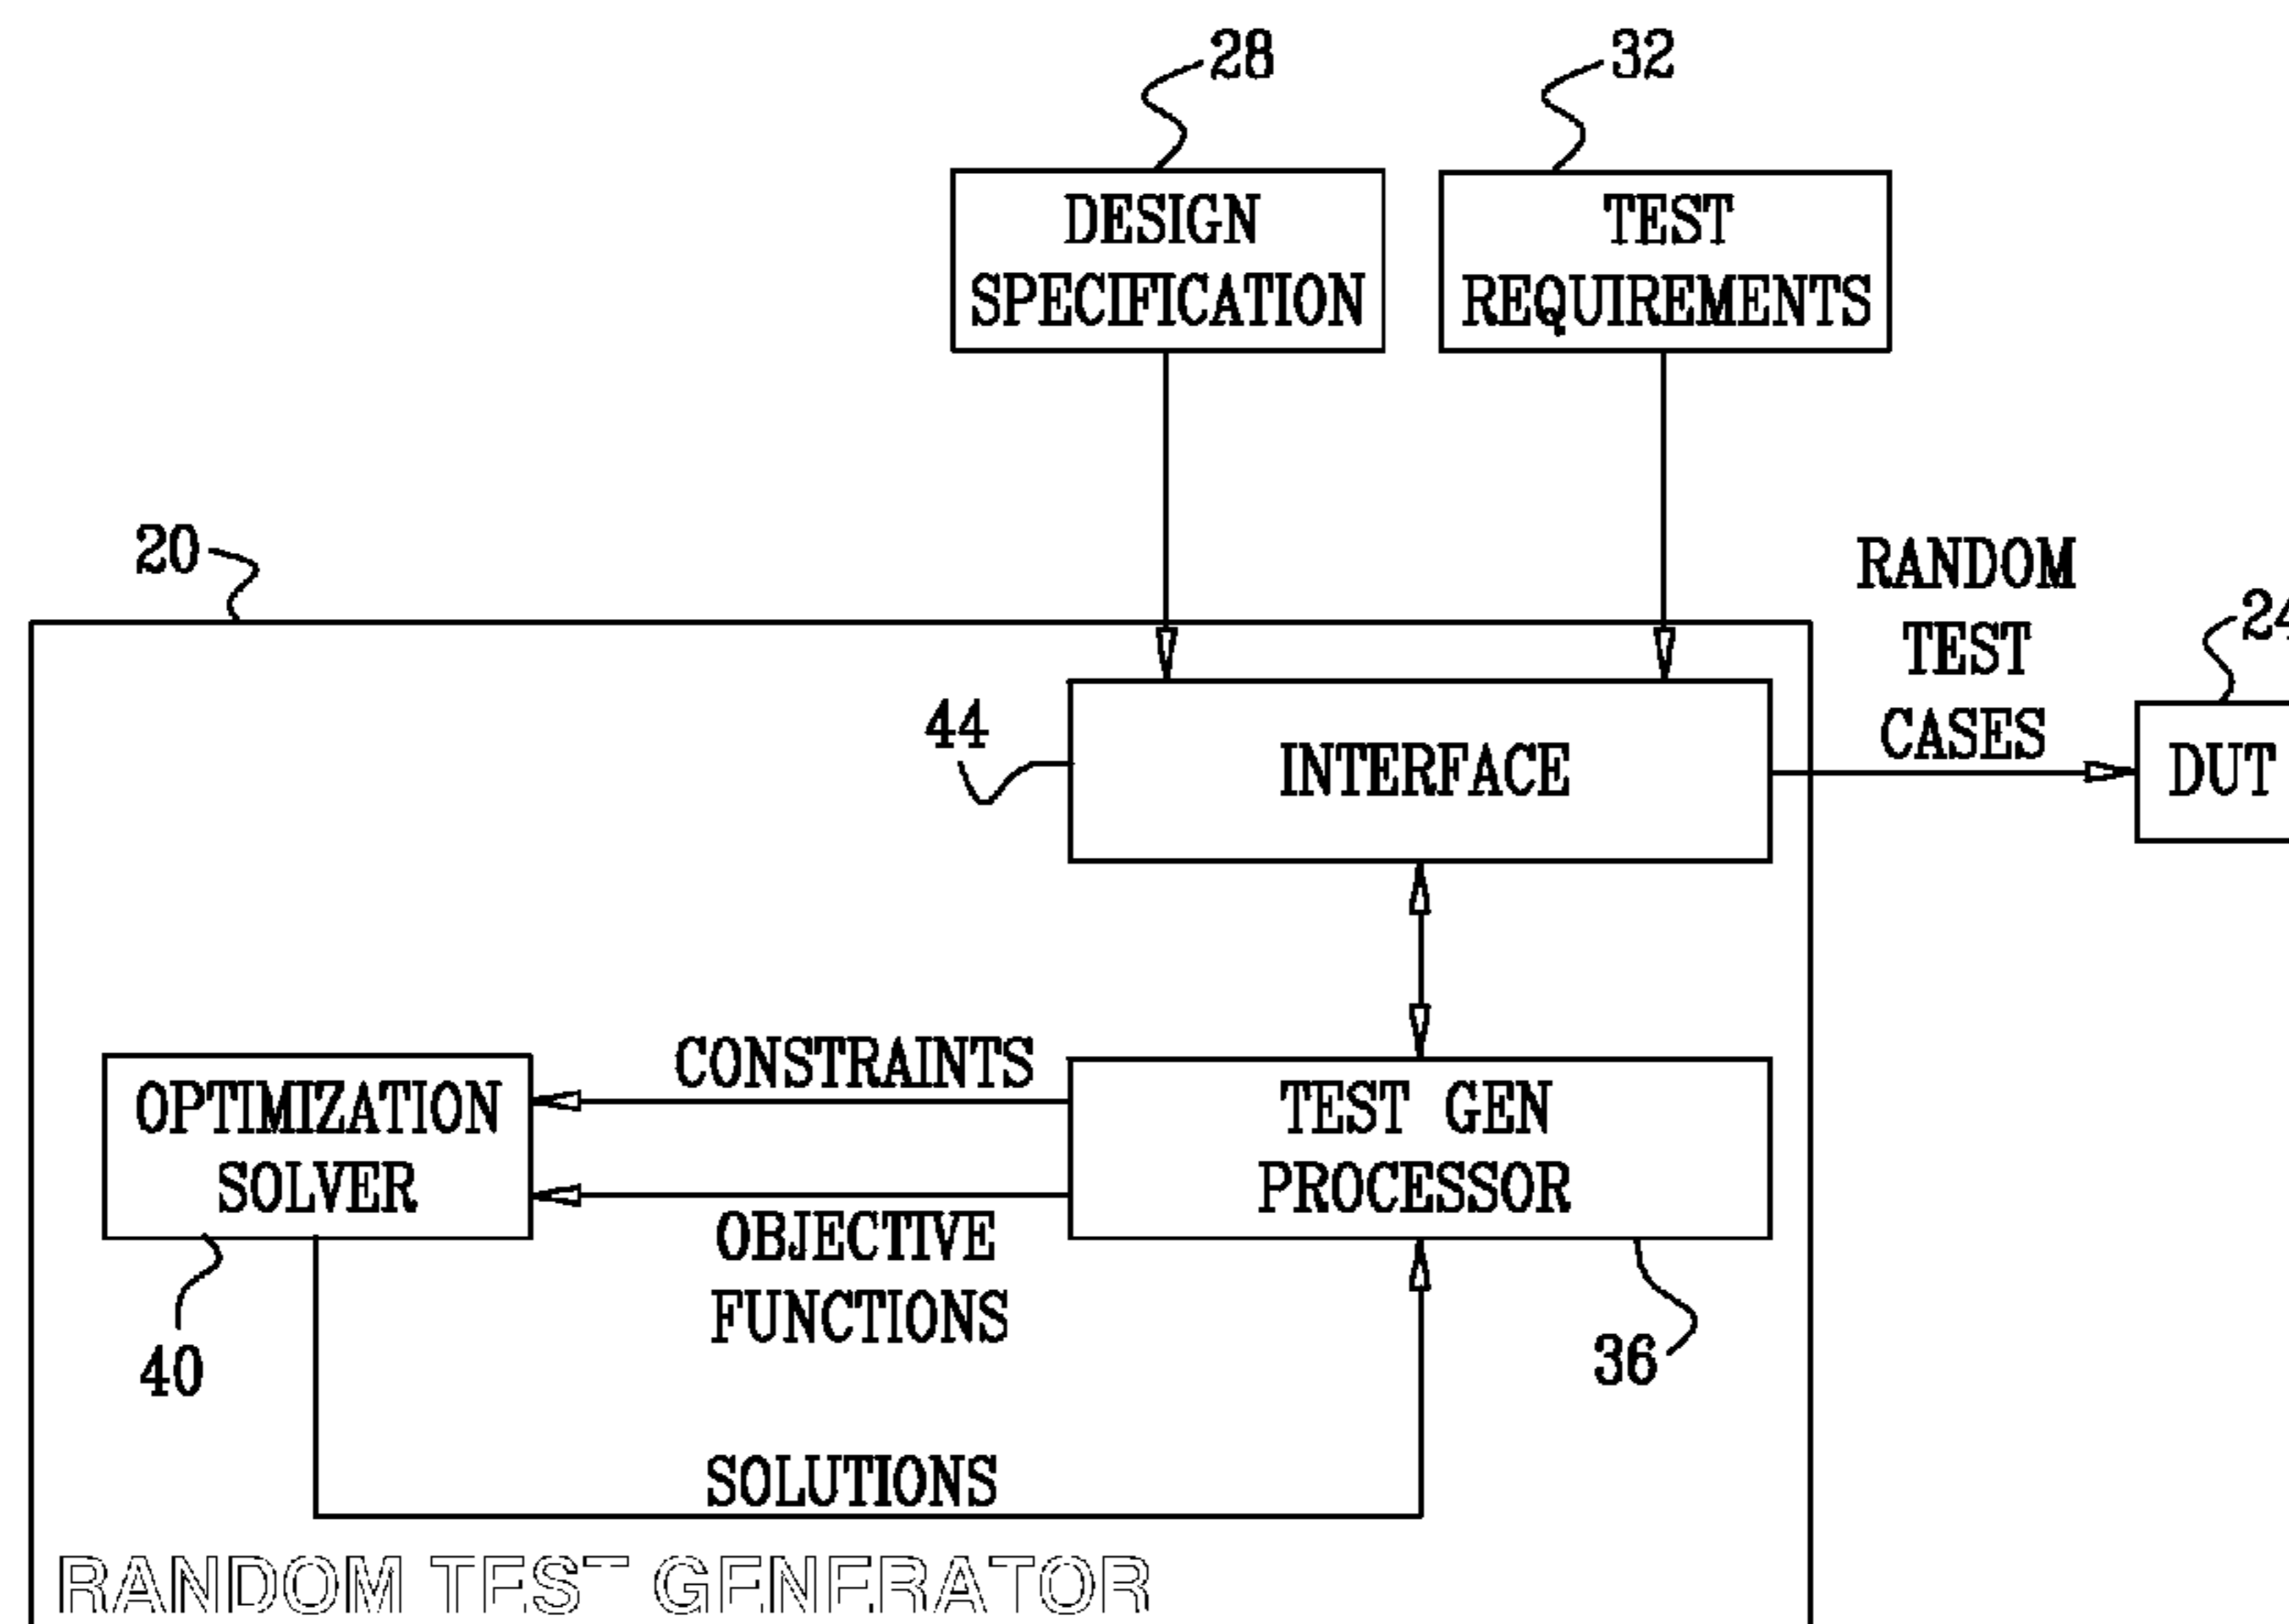 28
32
DESIGN
SPECIFICATION
TEST
REQUIREMENTS
20
RANDOM
TEST
CASES
24
44
INTERFACE
DUT
CONSTRAINTS
OPTIMIZATION
SOLVER
TEST GEN
PROCESSOR
OBJECTIVE
FUNCTIONS
40
36
SOLUTIONS
RANDOM TEST GENERATOR